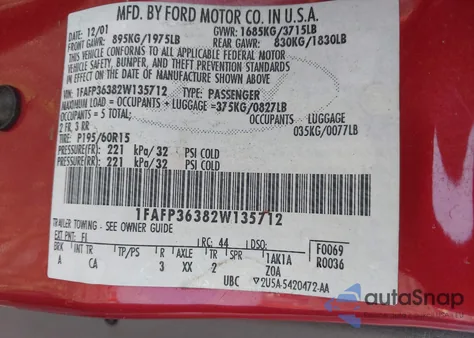 MFD. BY FORD MOTOR CO. IN U.S.A.
12/01 GVWR: 1685KG/3715LB
FRONT GAWR: 895KG/1975LB REAR GAWR: 830KG/1830LB
THIS VEHICLE CONFORMS TO ALL APPLICABLE FEDERAL MOTOR
VEHICLE SAFETY, BUMPER, AND THEFT PREVENTION STANDARDS
IN EFFECT ON THE DATE OF MANUFACTURE SHOWN ABOVE.
VIN: 1FAFP36382W135712 TYPE: PASSENGER
MAXIMUM LOAD = OCCUPANTS + LUGGAGE = 375KG/0827LB
OCCUPANTS = 5 TOTAL; OCCUPANTS LUGGAGE
2 FR, 3 RR 035KG/0077LB
P195/60R15
PRESSURE(FR): 221 kPa/ 32 PSI COLD
PRESSURE(RR): 221 kPa/ 32 PSI COLD
1FAFP36382W135712
TRAILER TOWING - SEE OWNER GUIDE
EXT PNT: F1 RC: 44 DSO: F0069
BRK INT TR TP/PS R AXLE TR SPR 1AK1A R0036
A CA 3 XX 2 Z0A
UBC 2U5A-5420472-AA
autoSnap